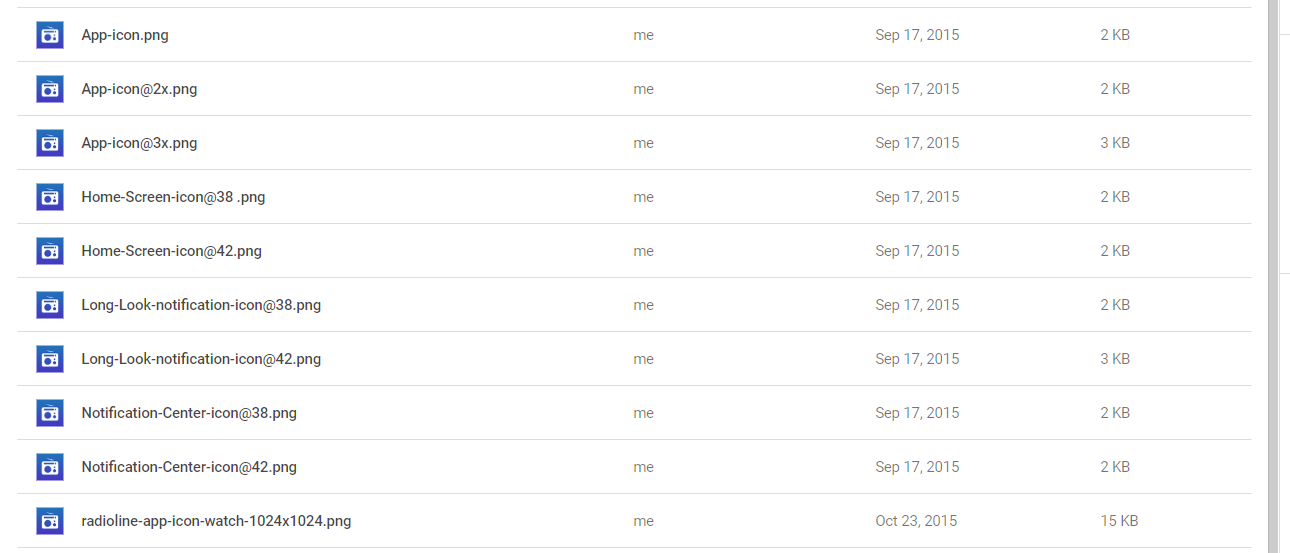 App-icon.png me Sep 17, 2015 2 KB
App-icon@2x.png me Sep 17, 2015 2 KB
App-icon@3x.png me Sep 17, 2015 3 KB
Home-Screen-icon@38 .png me Sep 17, 2015 2 KB
Home-Screen-icon@42.png me Sep 17, 2015 2 KB
Long-Look-notification-icon@38.png me Sep 17, 2015 2 KB
Long-Look-notification-icon@42.png me Sep 17, 2015 3 KB
Notification-Center-icon@38.png me Sep 17, 2015 2 KB
Notification-Center-icon@42.png me Sep 17, 2015 2 KB
radioline-app-icon-watch-1024x1024.png me Oct 23, 2015 15 KB